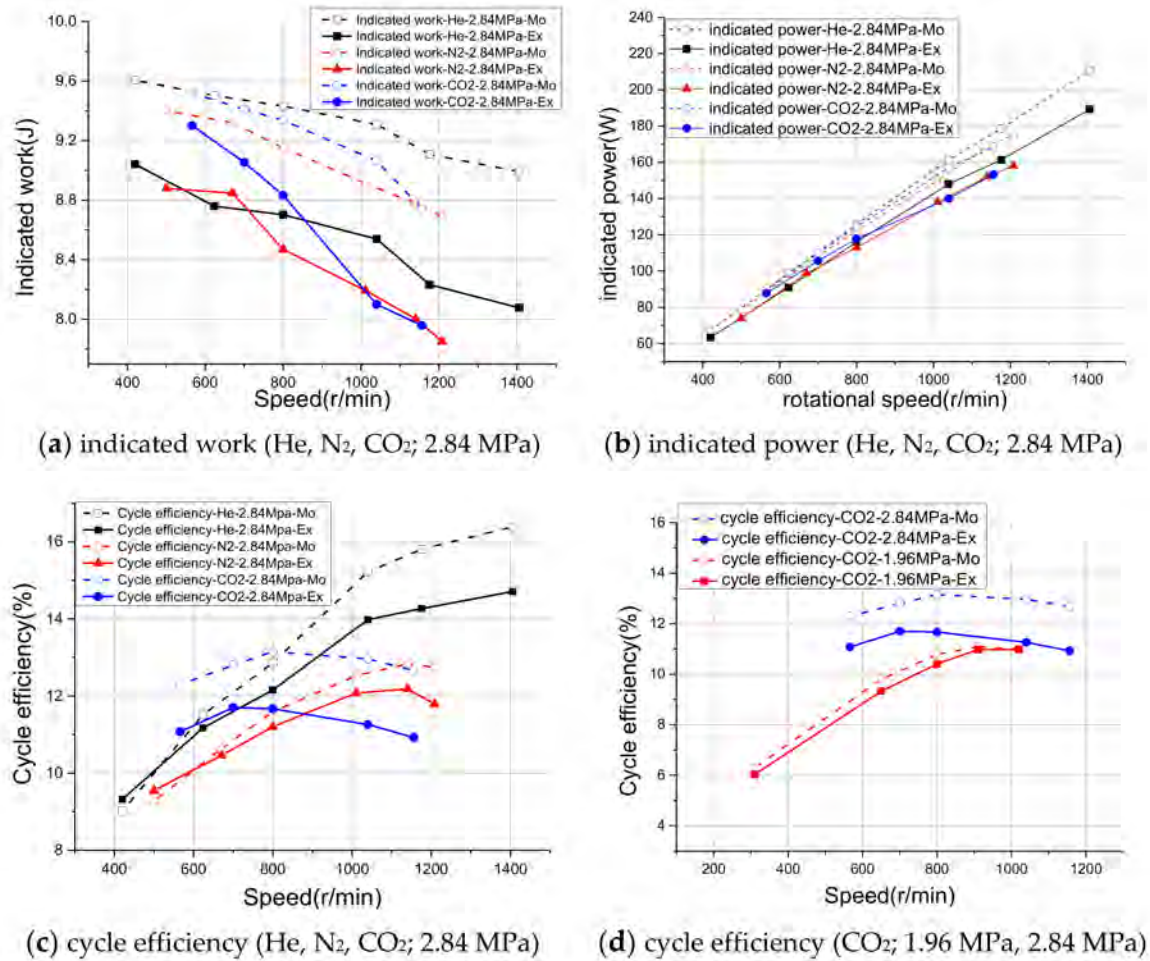 10.0
9.6
9.2
8.8
8.4
8.0
Indicated work(J)
Indicated work-He-2.84MPa-Mo
Indicated work-He-2.84MPa-Ex
Indicated work-N2-2.84MPa-Mo
Indicated work-N2-2.84MPa-Ex
Indicated work-CO2-2.84MPa-Mo
Indicated work-CO2-2.84MPa-Ex
400 600 800 1000 1200 1400
Speed(r/min)
(a) indicated work (He, N₂, CO₂; 2.84 MPa)
240
220
200
180
160
140
120
100
80
60
indicated power(W)
indicated power-He-2.84MPa-Mo
indicated power-He-2.84MPa-Ex
indicated power-N2-2.84MPa-Mo
indicated power-N2-2.84MPa-Ex
indicated power-CO2-2.84MPa-Mo
indicated power-CO2-2.84MPa-Ex
400 600 800 1000 1200 1400
rotational speed(r/min)
(b) indicated power (He, N₂, CO₂; 2.84 MPa)
16
14
12
10
8
Cycle efficiency(%)
Cycle efficiency-He-2.84Mpa-Mo
Cycle efficiency-He-2.84Mpa-Ex
Cycle efficiency-N2-2.84Mpa-Mo
Cycle efficiency-N2-2.84Mpa-Ex
Cycle efficiency-CO2-2.84Mpa-Mo
Cycle efficiency-CO2-2.84Mpa-Ex
400 600 800 1000 1200 1400
Speed(r/min)
(c) cycle efficiency (He, N₂, CO₂; 2.84 MPa)
16
14
12
10
8
6
4
Cycle efficiency(%)
cycle efficiency-CO2-2.84MPa-Mo
cycle efficiency-CO2-2.84MPa-Ex
cycle efficiency-CO2-1.96MPa-Mo
cycle efficiency-CO2-1.96MPa-Ex
200 400 600 800 1000 1200
Speed(r/min)
(d) cycle efficiency (CO₂; 1.96 MPa, 2.84 MPa)